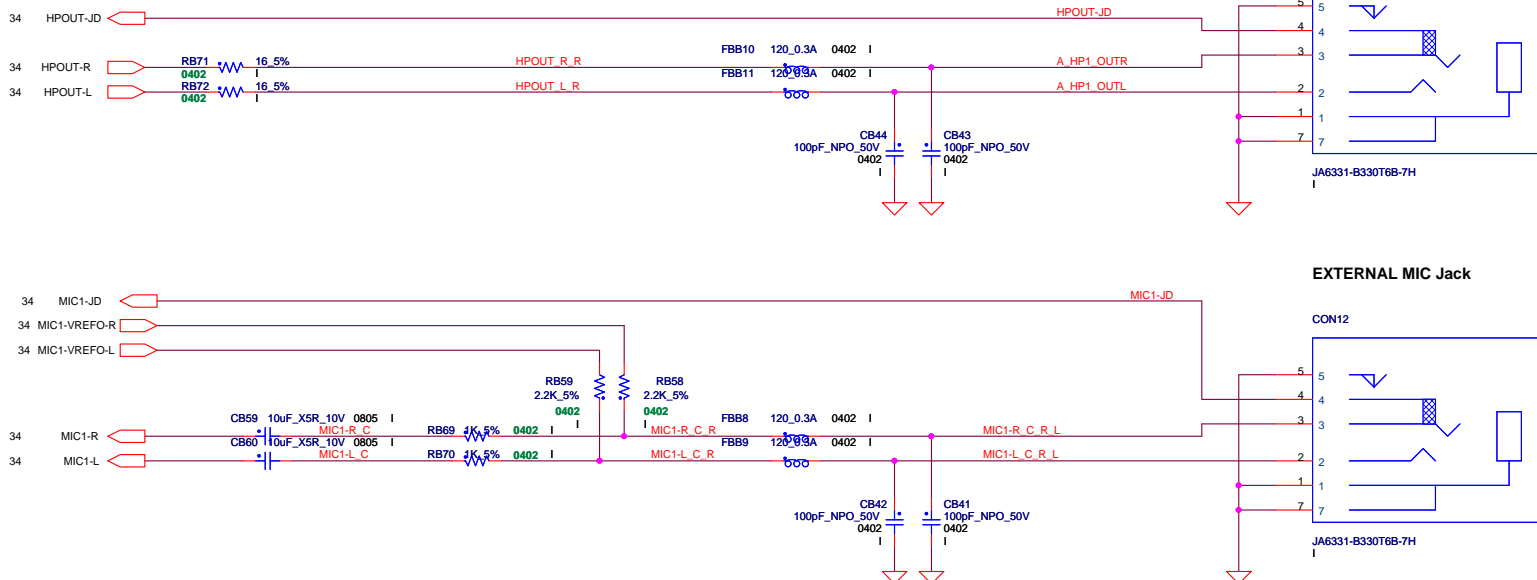 34 HPOUT-JD HPOUT-JD
5 5
4 4
FBB10 120_0.3A 0402 I
34 HPOUT-R RB71 16_5% HPOUT_R_R A_HP1_OUTR 3 3
0402 I
FBB11 120_0.3A 0402 I
34 HPOUT-L RB72 16_5% HPOUT_L_R A_HP1_OUTL 2 2
0402 I
1 1
CB44 CB43
100pF_NPO_50V 100pF_NPO_50V 7 7
0402 0402
I I
JA6331-B330T6B-7H
I
EXTERNAL MIC Jack
34 MIC1-JD MIC1-JD
CON12
34 MIC1-VREFO-R
34 MIC1-VREFO-L
5 5
RB59 RB58
2.2K_5% 2.2K_5% 4 4
0402 0402
I I
CB59 10uF_X5R_10V 0805 I FBB8 120_0.3A 0402 I
3 3
34 MIC1-R MIC1-R_C RB69 1K_5% 0402 I MIC1-R_C_R MIC1-R_C_R_L
CB60 10uF_X5R_10V 0805 I FBB9 120_0.3A 0402 I
34 MIC1-L MIC1-L_C RB70 1K_5% 0402 I MIC1-L_C_R MIC1-L_C_R_L 2 2
1 1
CB42 CB41
100pF_NPO_50V 100pF_NPO_50V 7 7
0402 0402
I I
JA6331-B330T6B-7H
I